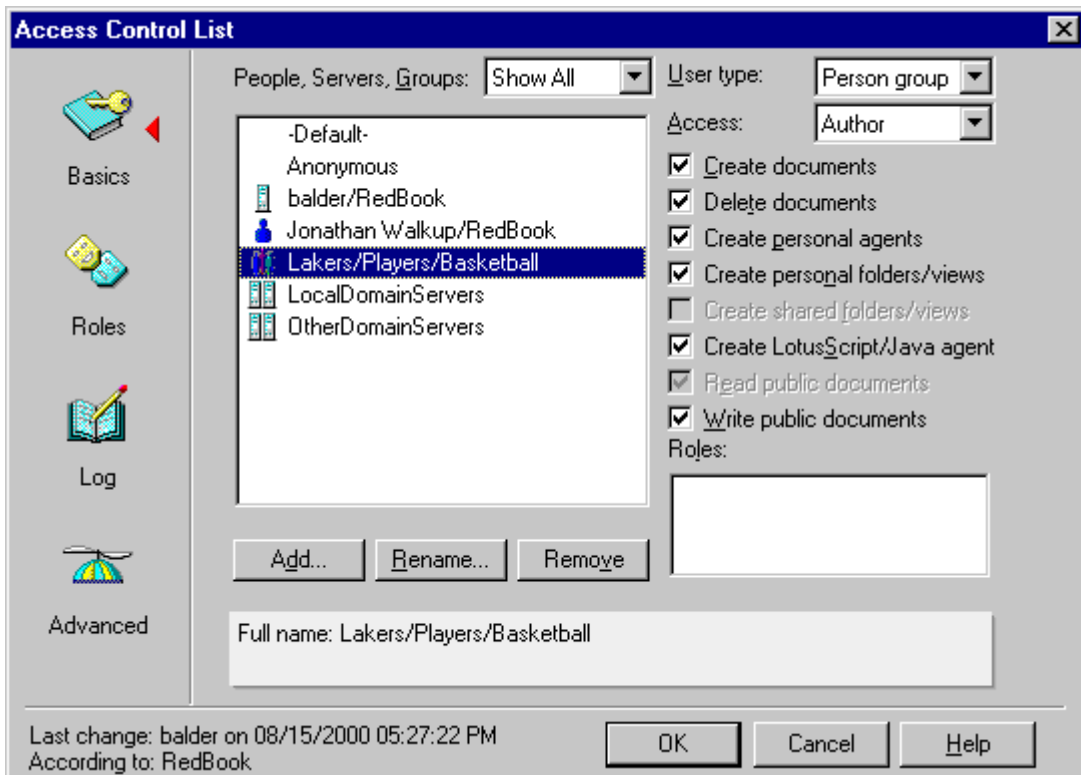 Access Control List
Basics
Roles
Log
Advanced
People, Servers, Groups: Show All
-Default-
Anonymous
balder/RedBook
Jonathan Walkup/RedBook
Lakers/Players/Basketball
LocalDomainServers
OtherDomainServers
Add... Rename... Remove
User type: Person group
Access: Author
Create documents
Delete documents
Create personal agents
Create personal folders/views
Create shared folders/views
Create LotusScript/Java agent
Read public documents
Write public documents
Roles:
Full name: Lakers/Players/Basketball
Last change: balder on 08/15/2000 05:27:22 PM
According to: RedBook
OK Cancel Help